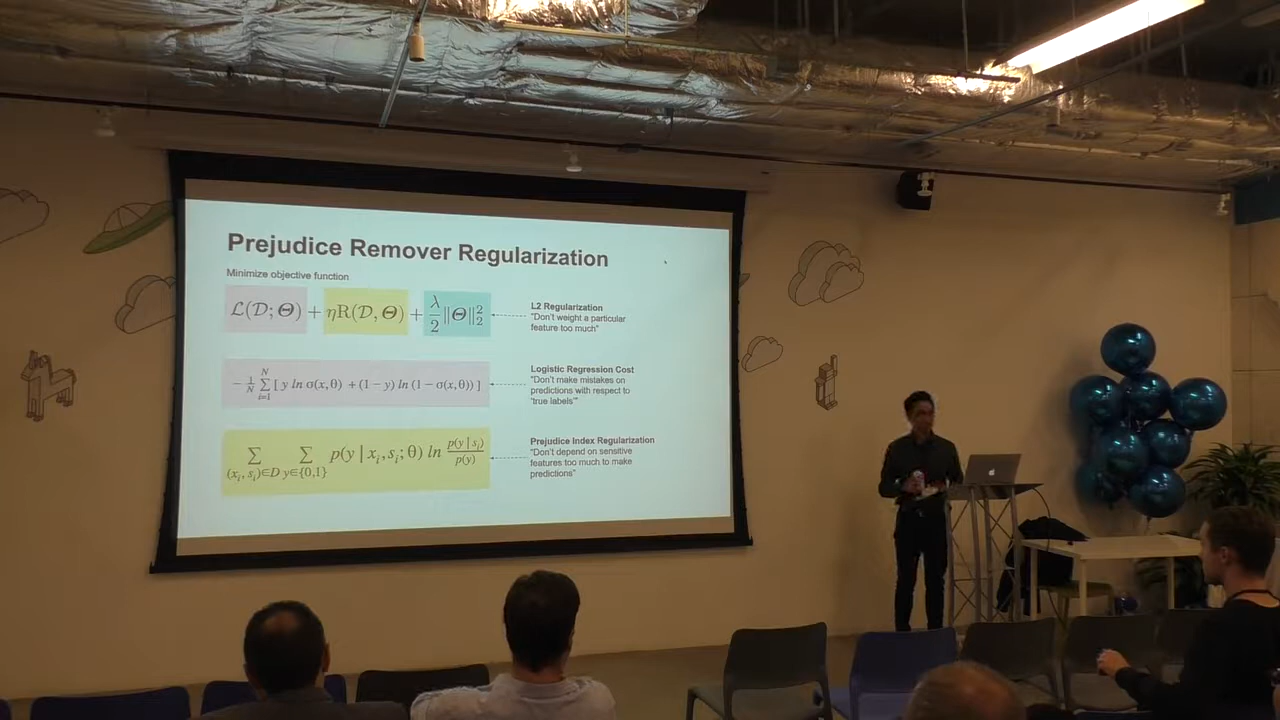 Prejudice Remover Regularization
Minimize objective function
ℒ(𝒟; Θ) + ηR(𝒟, Θ) + λ/2 ‖Θ‖₂²
L2 Regularization
"Don't weight a particular
feature too much"
− 1/N ∑_{i=1}^{N} [ y ln σ(x,θ) + (1 − y) ln (1 − σ(x,θ)) ]
Logistic Regression Cost
"Don't make mistakes on
predictions with respect to
'true labels'"
∑_{(xᵢ, sᵢ)∈D} ∑_{y∈{0,1}} p(y | xᵢ, sᵢ; θ) ln p(y | sᵢ)/p(y)
Prejudice Index Regularization
"Don't depend on sensitive
features too much to make
predictions"